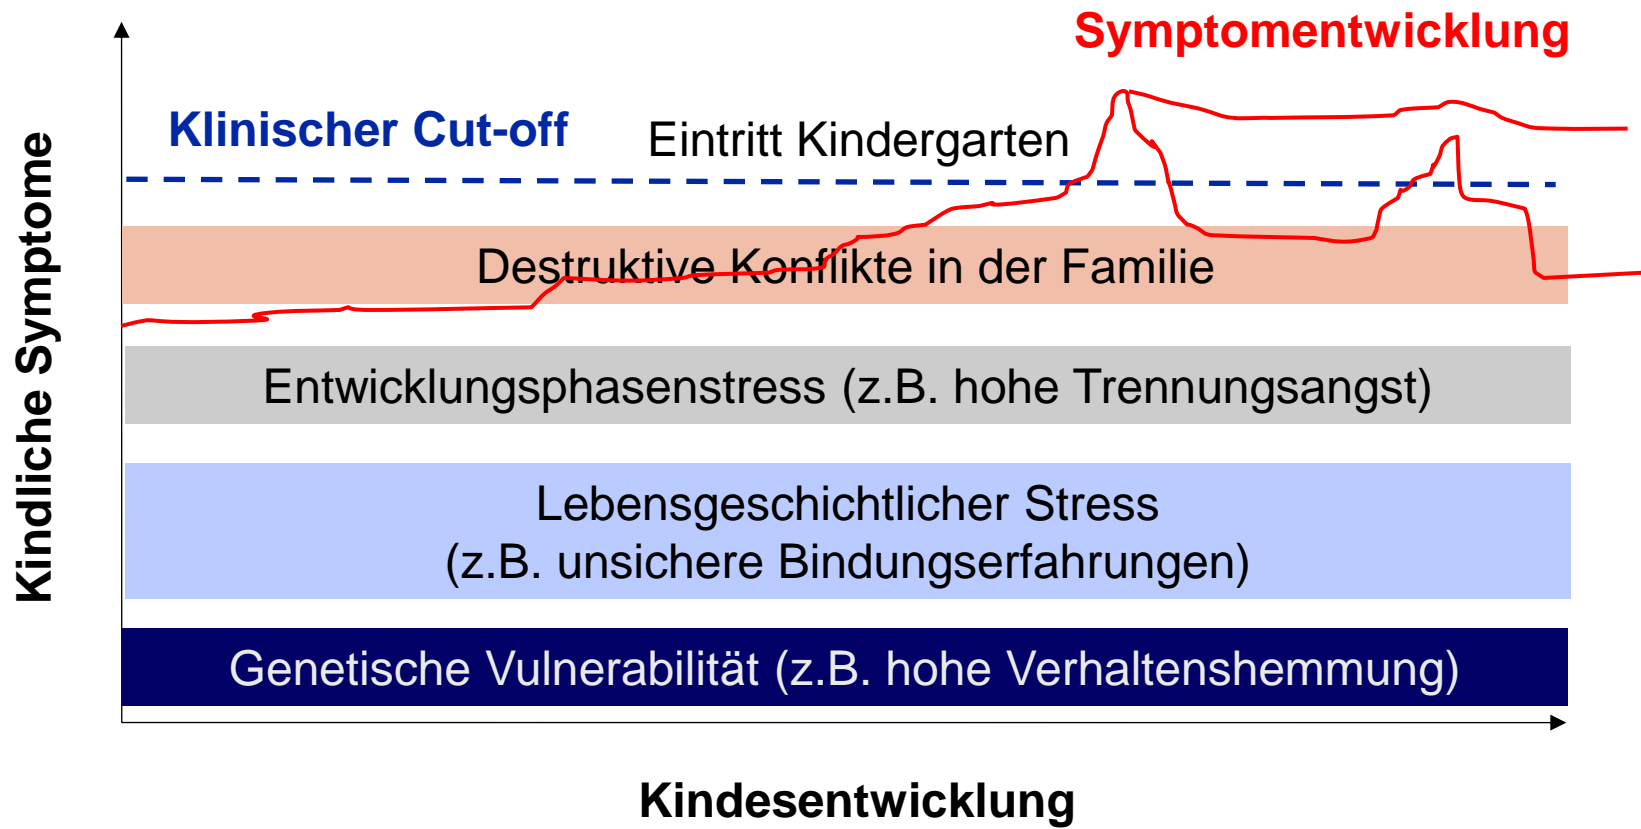 Symptomentwicklung
Klinischer Cut-off
Eintritt Kindergarten
Kindliche Symptome
Destruktive Konflikte in der Familie
Entwicklungsphasenstress (z.B. hohe Trennungsangst)
Lebensgeschichtlicher Stress
(z.B. unsichere Bindungserfahrungen)
Genetische Vulnerabilität (z.B. hohe Verhaltenshemmung)
Kindesentwicklung